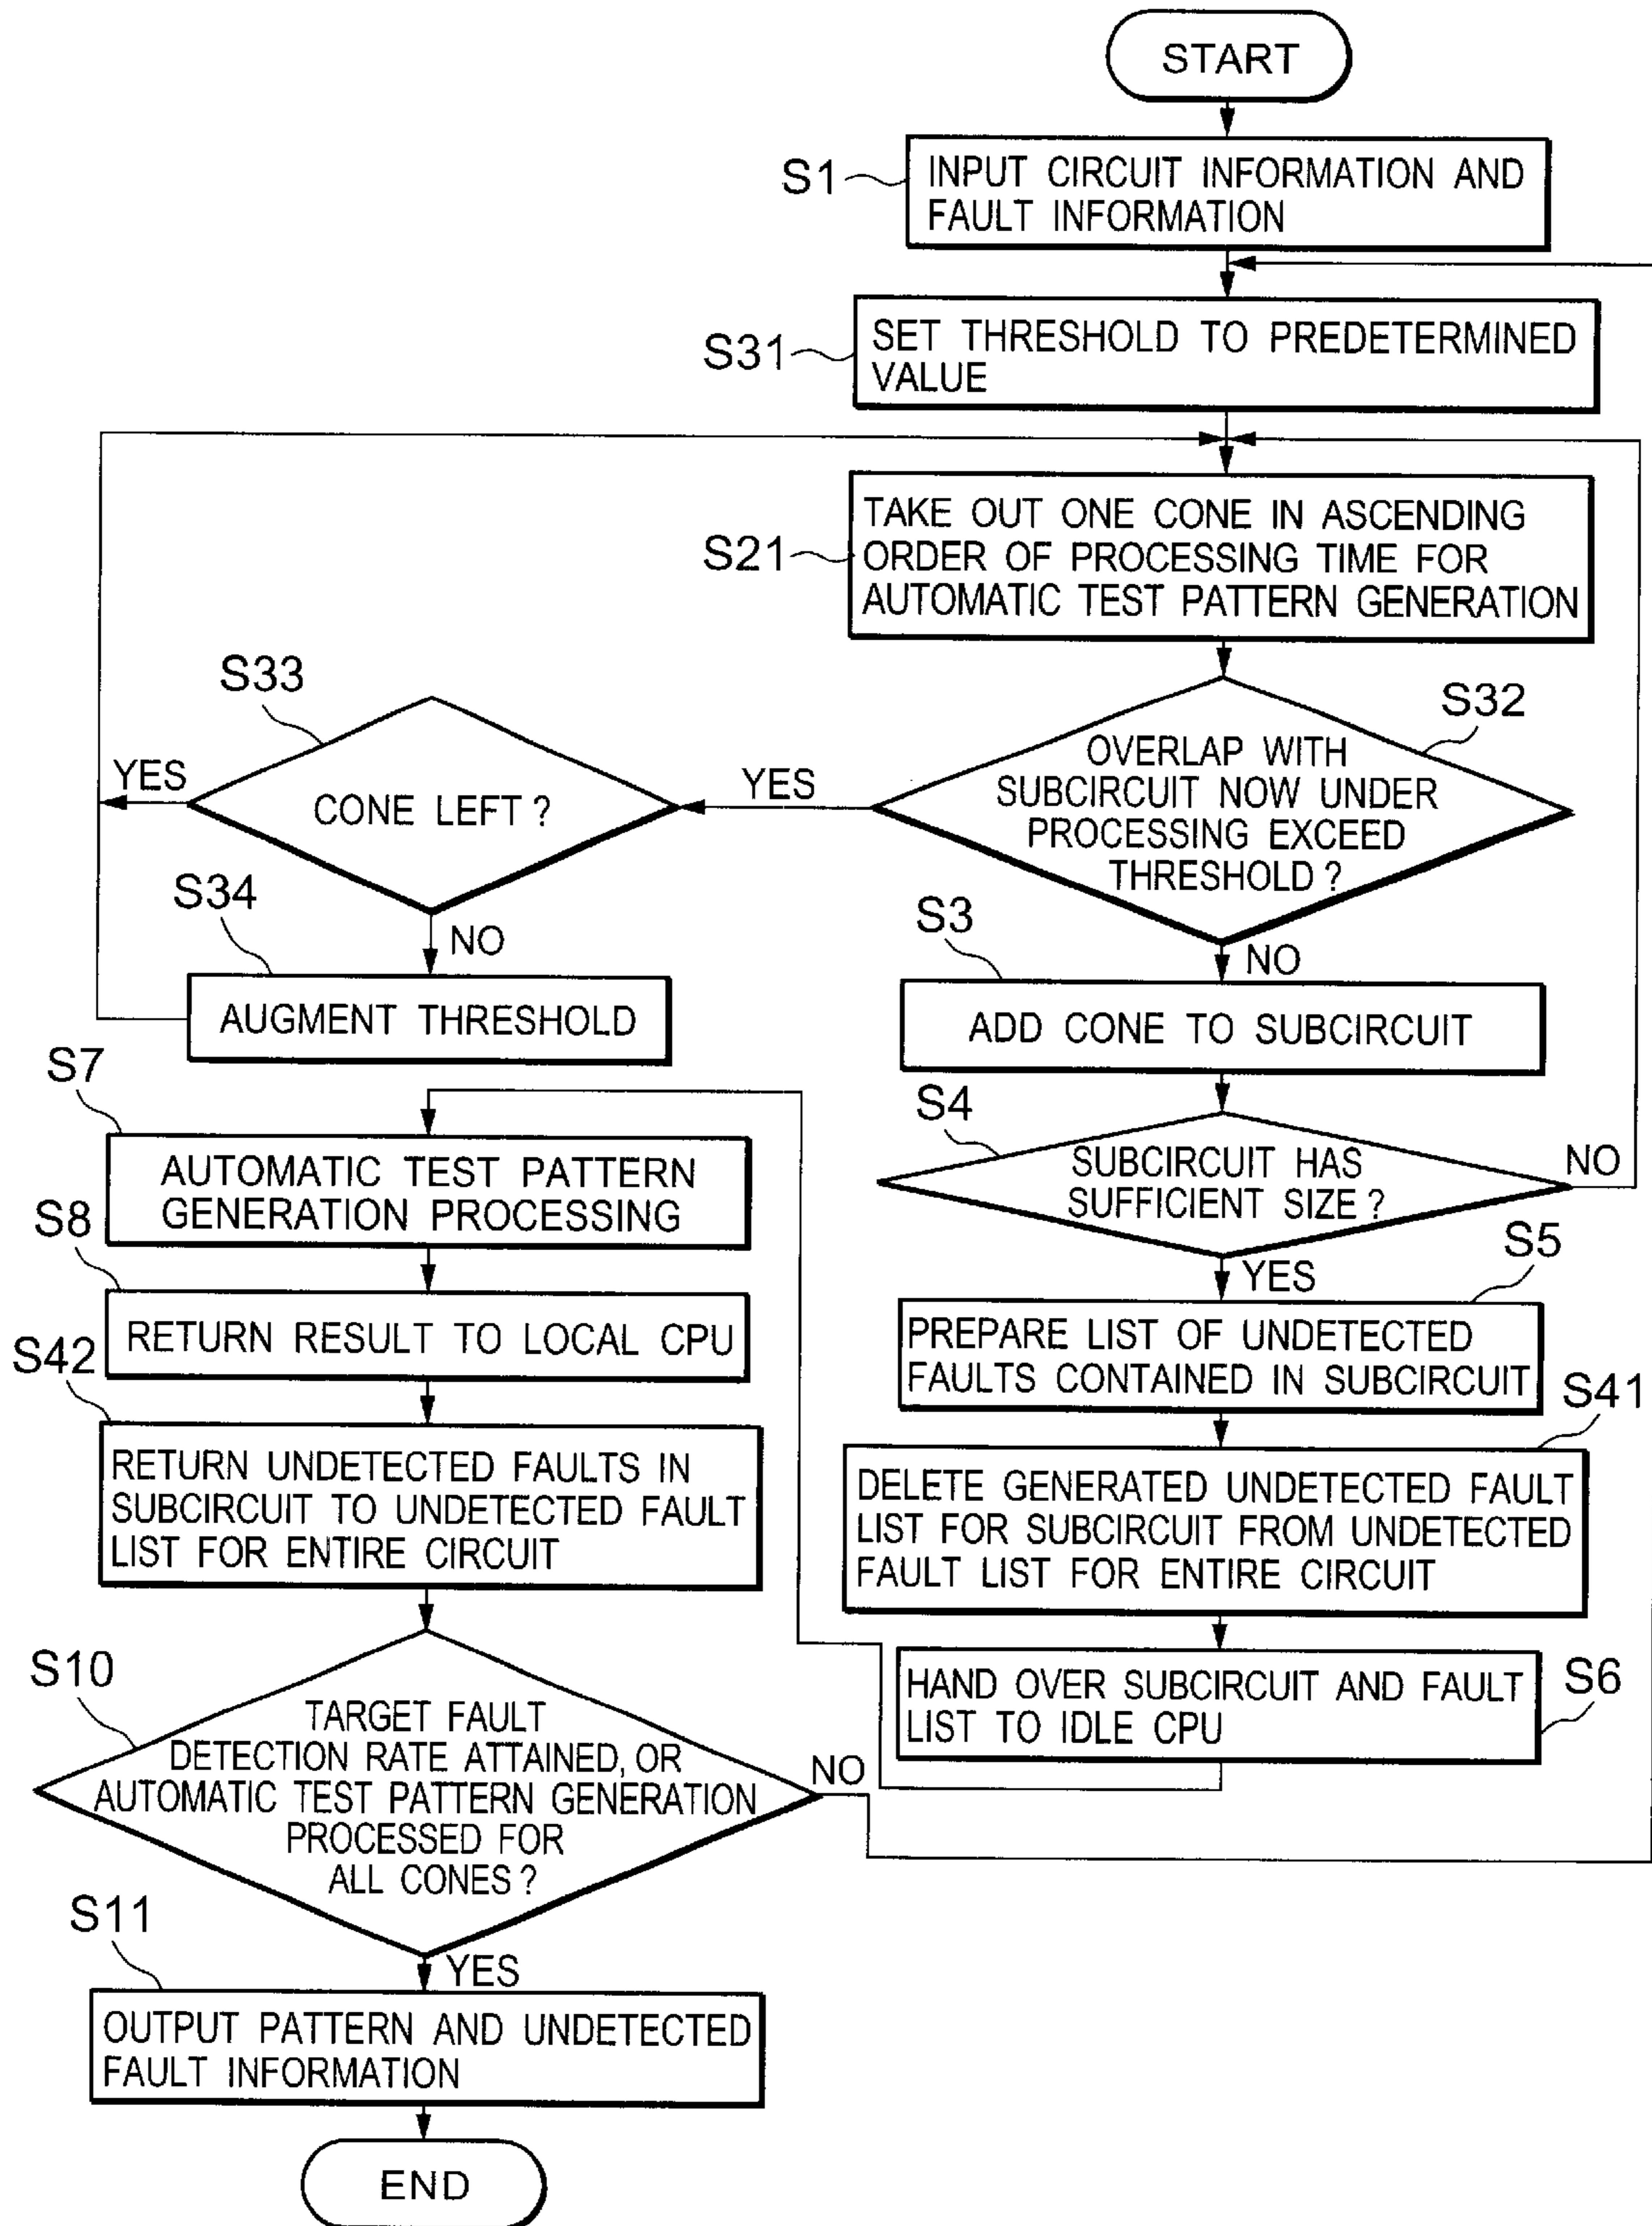 START
S1
INPUT CIRCUIT INFORMATION AND
FAULT INFORMATION
S31
SET THRESHOLD TO PREDETERMINED
VALUE
S21
TAKE OUT ONE CONE IN ASCENDING
ORDER OF PROCESSING TIME FOR
AUTOMATIC TEST PATTERN GENERATION
S32
OVERLAP WITH
SUBCIRCUIT NOW UNDER
PROCESSING EXCEED
THRESHOLD ?
YES
NO
S33
CONE LEFT ?
YES
NO
S34
AUGMENT THRESHOLD
S3
ADD CONE TO SUBCIRCUIT
S4
SUBCIRCUIT HAS
SUFFICIENT SIZE ?
NO
YES
S5
PREPARE LIST OF UNDETECTED
FAULTS CONTAINED IN SUBCIRCUIT
S41
DELETE GENERATED UNDETECTED FAULT
LIST FOR SUBCIRCUIT FROM UNDETECTED
FAULT LIST FOR ENTIRE CIRCUIT
S6
HAND OVER SUBCIRCUIT AND FAULT
LIST TO IDLE CPU
S7
AUTOMATIC TEST PATTERN
GENERATION PROCESSING
S8
RETURN RESULT TO LOCAL CPU
S42
RETURN UNDETECTED FAULTS IN
SUBCIRCUIT TO UNDETECTED FAULT
LIST FOR ENTIRE CIRCUIT
S10
TARGET FAULT
DETECTION RATE ATTAINED, OR
AUTOMATIC TEST PATTERN GENERATION
PROCESSED FOR
ALL CONES ?
NO
YES
S11
OUTPUT PATTERN AND UNDETECTED
FAULT INFORMATION
END